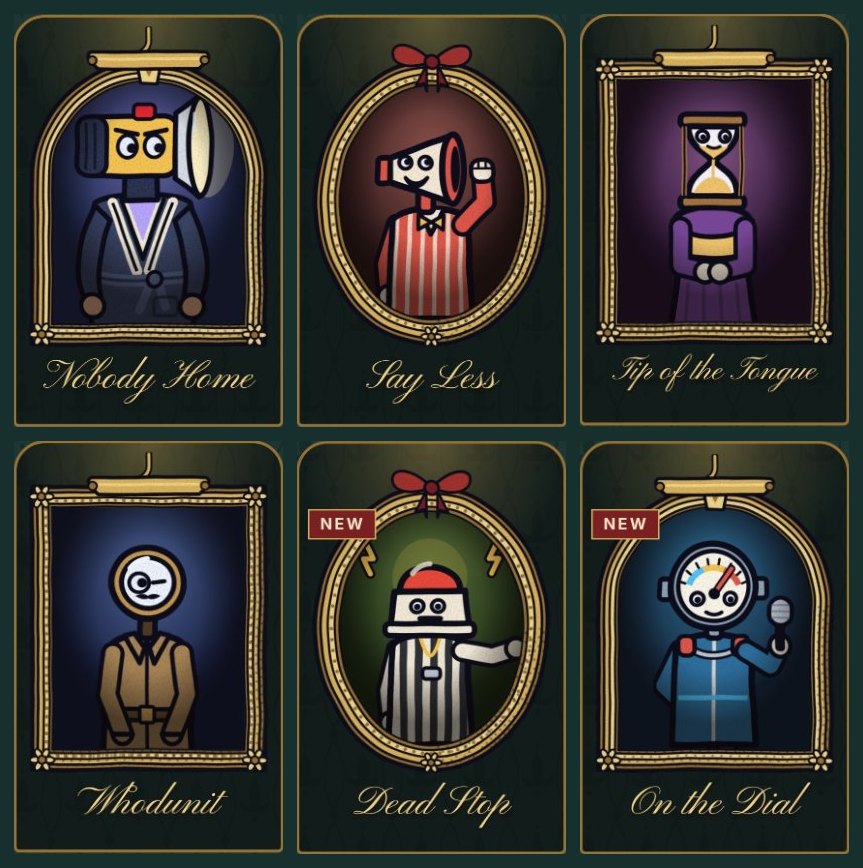 Nobody Home
Say Less
Tip of the Tongue
Whodunit
NEW
Dead Stop
NEW
On the Dial